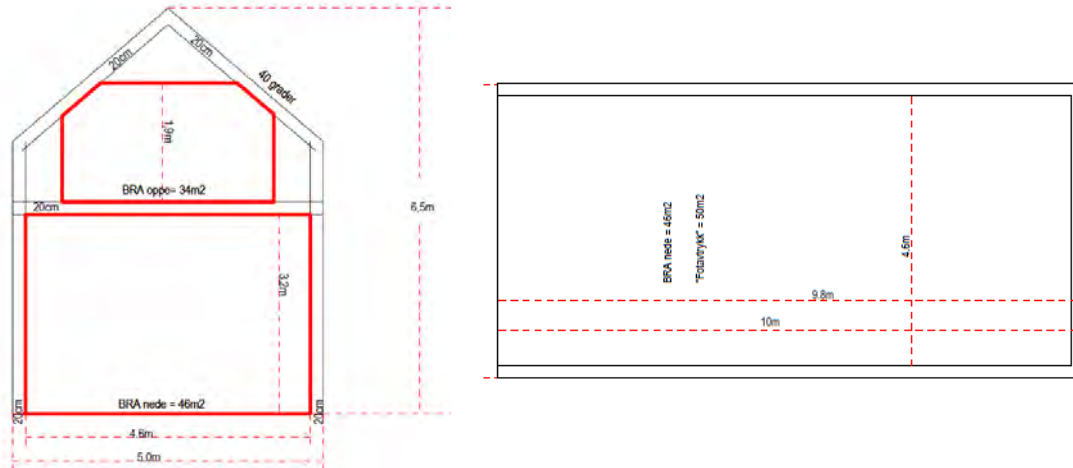 20cm
20cm
40 grader
1,9m
BRA oppe= 34m2
20cm
6,5m
3,2m
BRA nede = 46m2
20cm
20cm
4,6m
5,0m
BRA nede = 46m2
"Fotavtrykk" = 50m2
4,6m
9,8m
10m